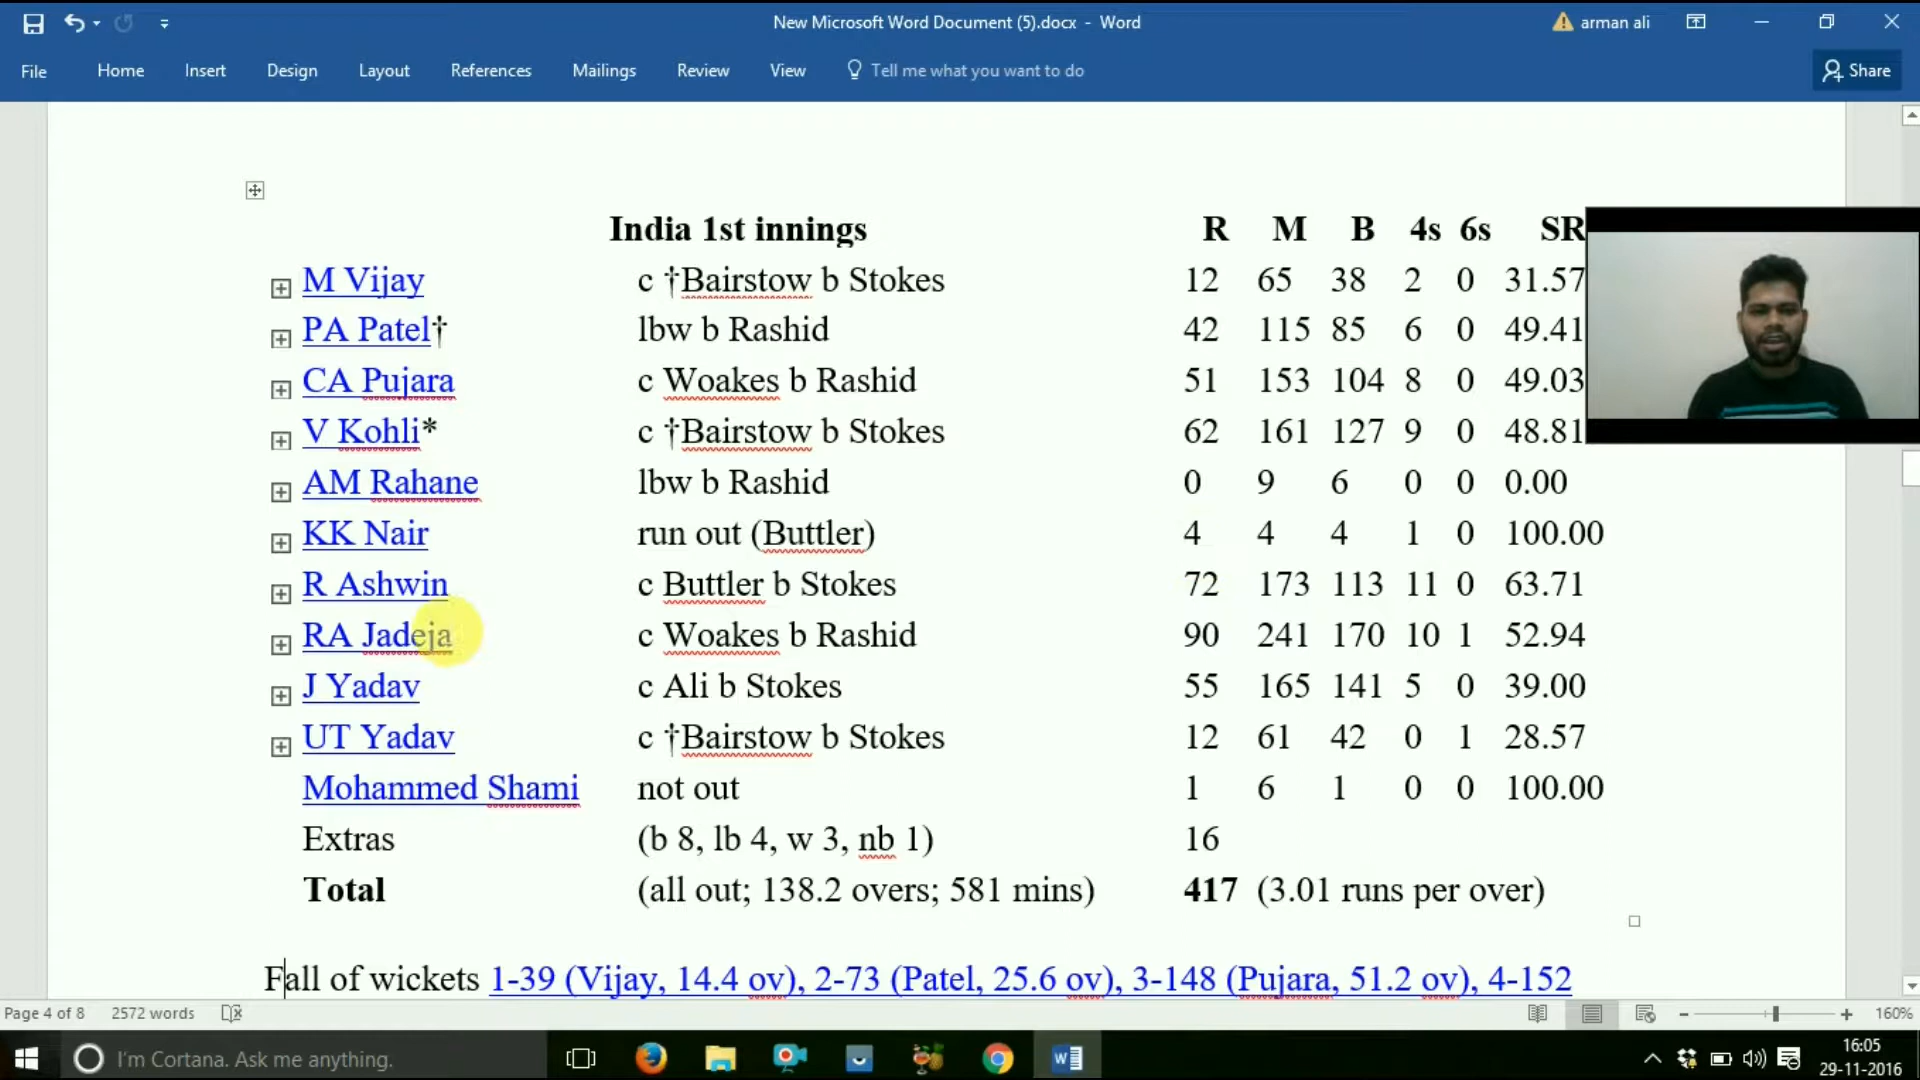 New Microsoft Word Document (5).docx - Word
arman ali
File Home Insert Design Layout References Mailings Review View Tell me what you want to do Share
India 1st innings R M B 4s 6s SR
M Vijay c †Bairstow b Stokes 12 65 38 2 0 31.57
PA Patel† lbw b Rashid 42 115 85 6 0 49.41
CA Pujara c Woakes b Rashid 51 153 104 8 0 49.03
V Kohli* c †Bairstow b Stokes 62 161 127 9 0 48.81
AM Rahane lbw b Rashid 0 9 6 0 0 0.00
KK Nair run out (Buttler) 4 4 4 1 0 100.00
R Ashwin c Buttler b Stokes 72 173 113 11 0 63.71
RA Jadeja c Woakes b Rashid 90 241 170 10 1 52.94
J Yadav c Ali b Stokes 55 165 141 5 0 39.00
UT Yadav c †Bairstow b Stokes 12 61 42 0 1 28.57
Mohammed Shami not out 1 6 1 0 0 100.00
Extras (b 8, lb 4, w 3, nb 1) 16
Total (all out; 138.2 overs; 581 mins) 417 (3.01 runs per over)
Fall of wickets 1-39 (Vijay, 14.4 ov), 2-73 (Patel, 25.6 ov), 3-148 (Pujara, 51.2 ov), 4-152
Page 4 of 8 2572 words 160%
I'm Cortana. Ask me anything.
16:05
29-11-2016